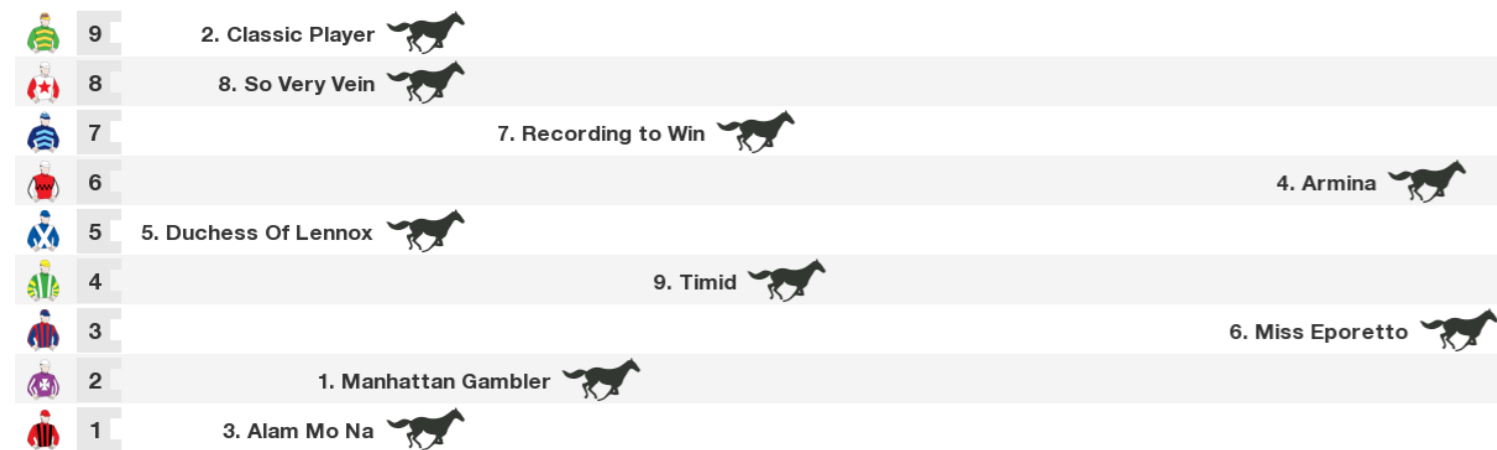 9 2. Classic Player
8 8. So Very Vein
7 7. Recording to Win
6 4. Armina
5 5. Duchess Of Lennox
4 9. Timid
3 6. Miss Eporetto
2 1. Manhattan Gambler
1 3. Alam Mo Na